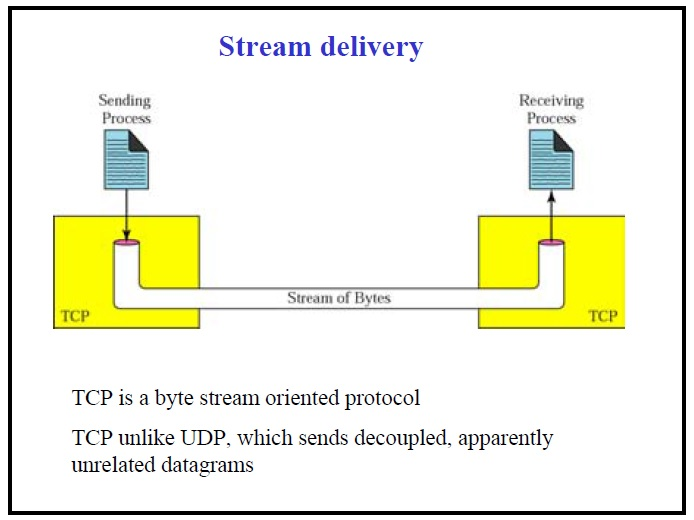 Stream delivery
Sending
Process
Receiving
Process
Stream of Bytes
TCP
TCP
TCP is a byte stream oriented protocol
TCP unlike UDP, which sends decoupled, apparently
unrelated datagrams